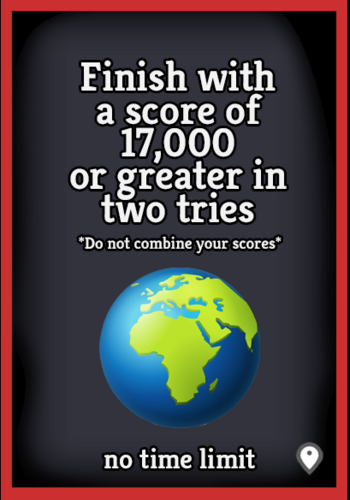 Finish with
a score of
17,000
or greater in
two tries
*Do not combine your scores*
no time limit